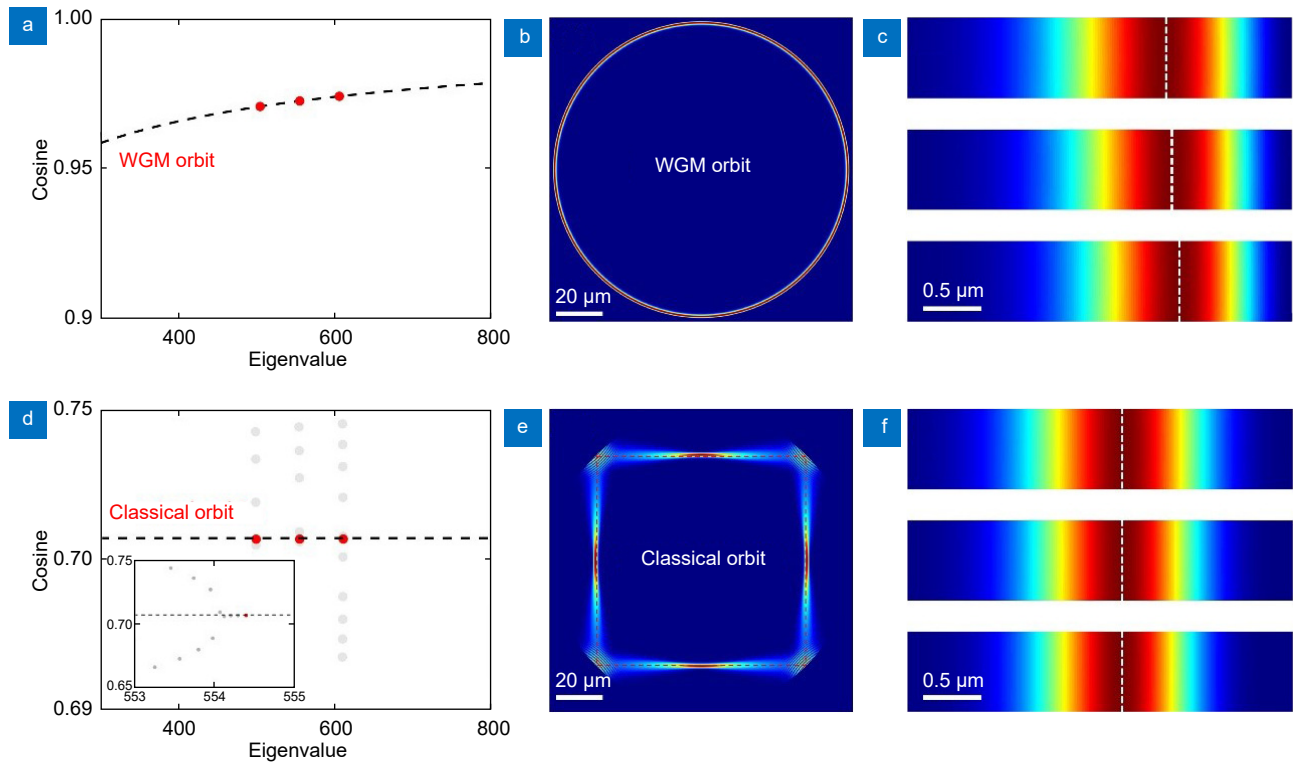 a
1.00
0.95
0.9
Cosine
WGM orbit
400
600
800
Eigenvalue
b
WGM orbit
20 μm
c
0.5 μm
d
0.75
0.70
0.69
Cosine
Classical orbit
0.75
0.70
0.65
553
554
555
400
600
800
Eigenvalue
e
Classical orbit
20 μm
f
0.5 μm